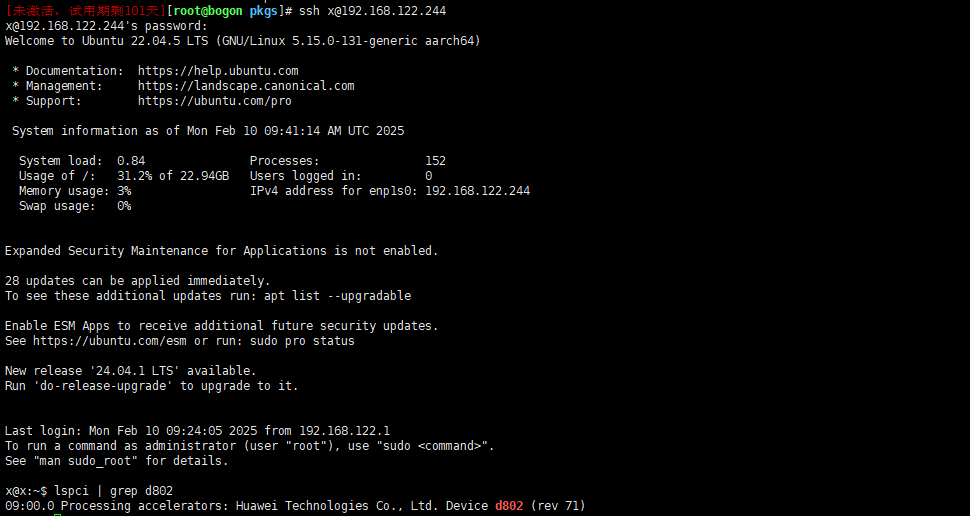 [未激活，试用期剩101天][root@bogon pkgs]# ssh x@192.168.122.244
x@192.168.122.244's password:
Welcome to Ubuntu 22.04.5 LTS (GNU/Linux 5.15.0-131-generic aarch64)
* Documentation:  https://help.ubuntu.com
* Management:     https://landscape.canonical.com
* Support:        https://ubuntu.com/pro
System information as of Mon Feb 10 09:41:14 AM UTC 2025
System load:  0.84               Processes:               152
Usage of /:   31.2% of 22.94GB   Users logged in:         0
Memory usage: 3%                 IPv4 address for enp1s0: 192.168.122.244
Swap usage:   0%
Expanded Security Maintenance for Applications is not enabled.
28 updates can be applied immediately.
To see these additional updates run: apt list --upgradable
Enable ESM Apps to receive additional future security updates.
See https://ubuntu.com/esm or run: sudo pro status
New release '24.04.1 LTS' available.
Run 'do-release-upgrade' to upgrade to it.
Last login: Mon Feb 10 09:24:05 2025 from 192.168.122.1
To run a command as administrator (user "root"), use "sudo <command>".
See "man sudo_root" for details.
x@x:~$ lspci | grep d802
09:00.0 Processing accelerators: Huawei Technologies Co., Ltd. Device d802 (rev 71)